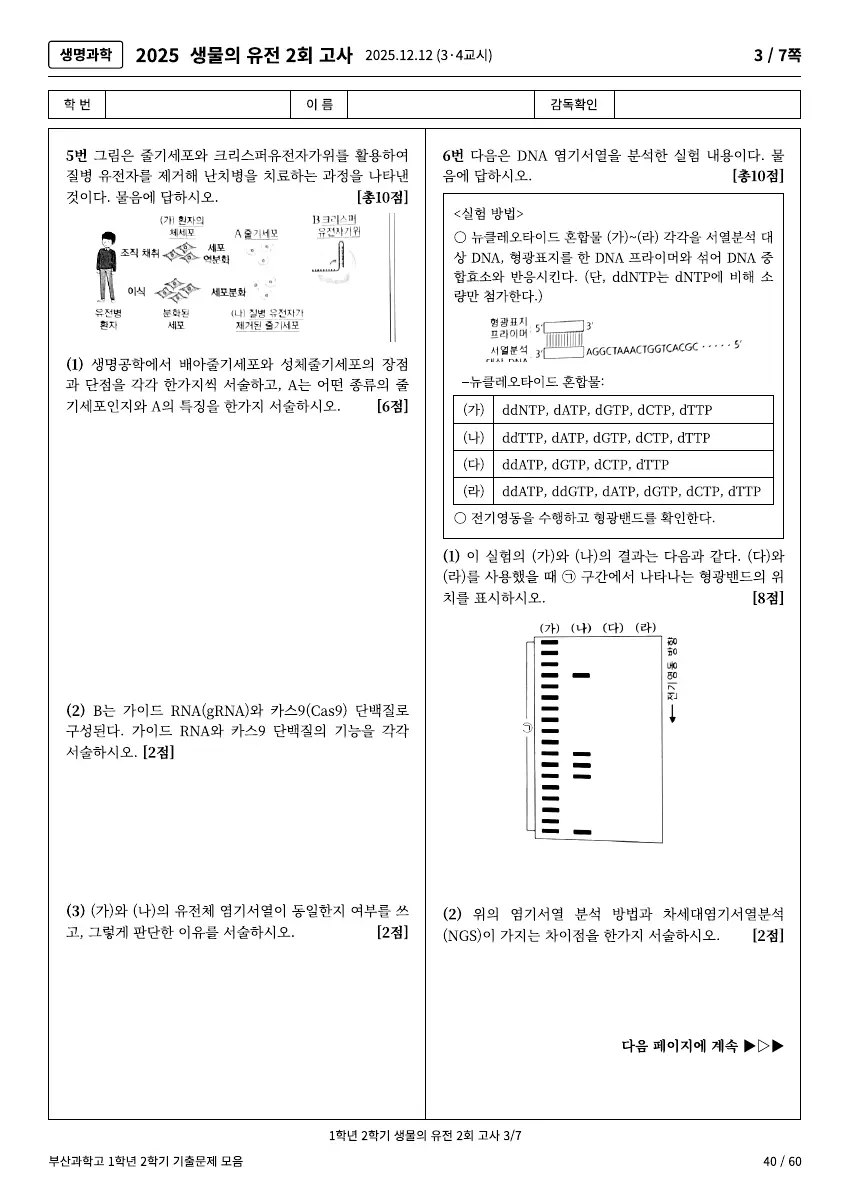 생명과학 2025 생물의 유전 2회 고사 2025.12.12 (3·4교시) 3 / 7쪽
학 번 이 름 감독확인
5번 그림은 줄기세포와 크리스퍼유전자가위를 활용하여
질병 유전자를 제거해 난치병을 치료하는 과정을 나타낸
것이다. 물음에 답하시오. [총10점]
(가) 환자의
체세포
A 줄기세포
B 크리스퍼
유전자가위
조직 채취
세포
역분화
이식
세포분화
유전병
환자
분화된
세포
(나) 질병 유전자가
제거된 줄기세포
(1) 생명공학에서 배아줄기세포와 성체줄기세포의 장점
과 단점을 각각 한가지씩 서술하고, A는 어떤 종류의 줄
기세포인지와 A의 특징을 한가지 서술하시오. [6점]
(2) B는 가이드 RNA(gRNA)와 카스9(Cas9) 단백질로
구성된다. 가이드 RNA와 카스9 단백질의 기능을 각각
서술하시오. [2점]
(3) (가)와 (나)의 유전체 염기서열이 동일한지 여부를 쓰
고, 그렇게 판단한 이유를 서술하시오. [2점]
6번 다음은 DNA 염기서열을 분석한 실험 내용이다. 물
음에 답하시오. [총10점]
<실험 방법>
○ 뉴클레오타이드 혼합물 (가)~(라) 각각을 서열분석 대
상 DNA, 형광표지를 한 DNA 프라이머와 섞어 DNA 중
합효소와 반응시킨다. (단, ddNTP는 dNTP에 비해 소
량만 첨가한다.)
형광표지
프라이머 5′ 3′
서열분석
대상 DNA 3′ AGGCTAAACTGGTCACGC ····· 5′
–뉴클레오타이드 혼합물:
(가) ddNTP, dATP, dGTP, dCTP, dTTP
(나) ddTTP, dATP, dGTP, dCTP, dTTP
(다) ddATP, dGTP, dCTP, dTTP
(라) ddATP, ddGTP, dATP, dGTP, dCTP, dTTP
○ 전기영동을 수행하고 형광밴드를 확인한다.
(1) 이 실험의 (가)와 (나)의 결과는 다음과 같다. (다)와
(라)를 사용했을 때 ㉠ 구간에서 나타나는 형광밴드의 위
치를 표시하시오. [8점]
(가) (나) (다) (라)
㉠
전기영동 방향
(2) 위의 염기서열 분석 방법과 차세대염기서열분석
(NGS)이 가지는 차이점을 한가지 서술하시오. [2점]
다음 페이지에 계속 ▶▷▶
1학년 2학기 생물의 유전 2회 고사 3/7
부산과학고 1학년 2학기 기출문제 모음 40 / 60